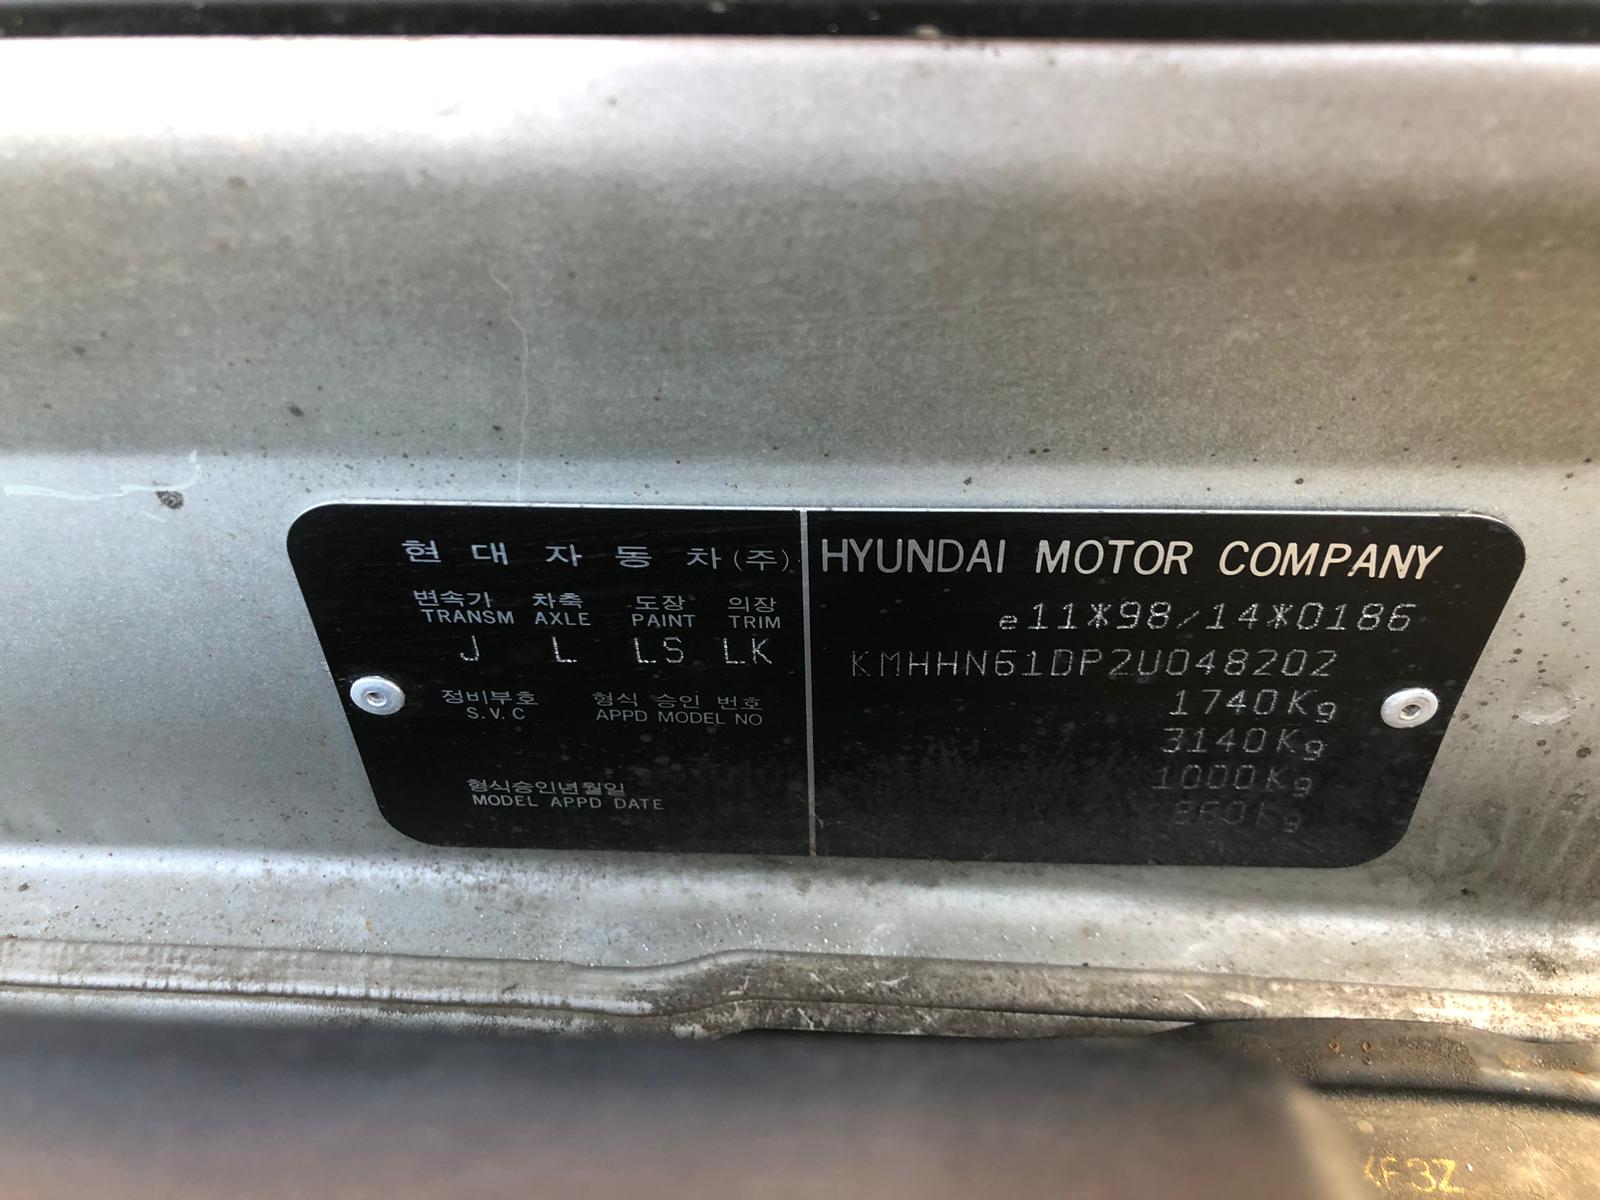 현 대 자 동 차 (주)
변속기 차축 도장 의장
TRANSM AXLE PAINT TRIM
J L LS LK
정비부호 형식 승인 번호
S.V.C APPD MODEL NO
형식승인년월일
MODEL APPD DATE
HYUNDAI MOTOR COMPANY
e11*98/14*0186
KMHHN61DP2U048202
1740Kg
3140Kg
1000Kg
860Kg